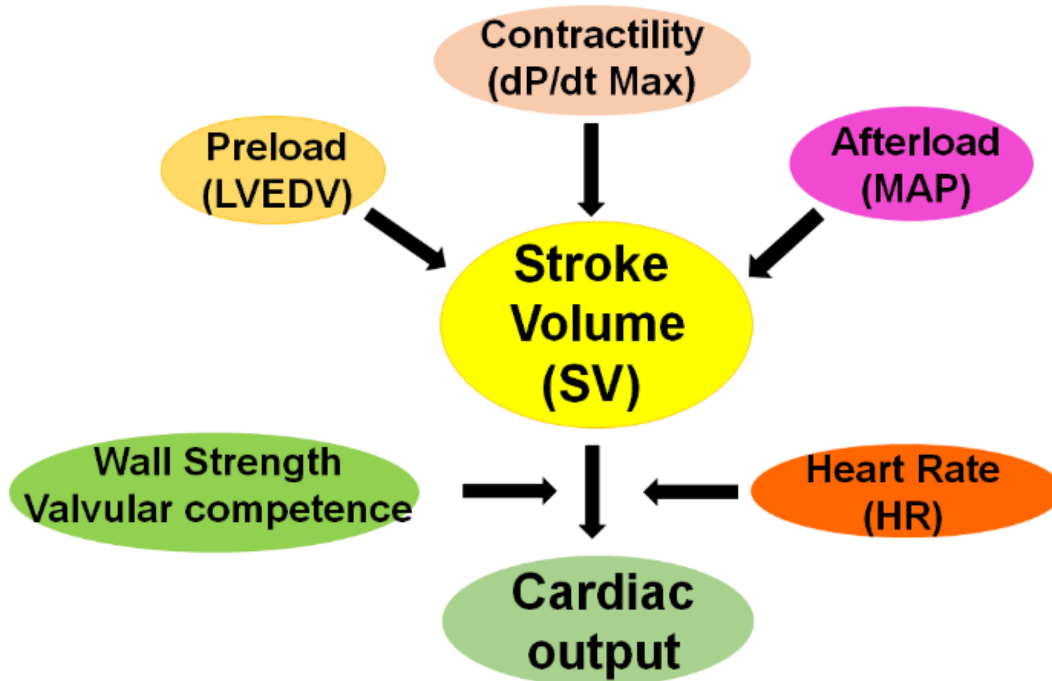 Contractility
(dP/dt Max)
Preload
(LVEDV)
Afterload
(MAP)
Stroke
Volume
(SV)
Wall Strength
Valvular competence
Heart Rate
(HR)
Cardiac
output